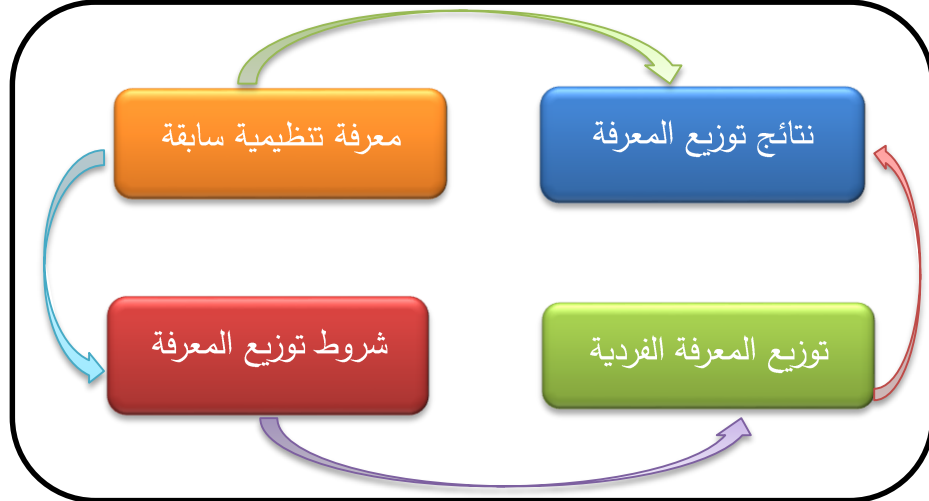 نتائج توزيع المعرفة
معرفة تنظيمية سابقة
توزيع المعرفة الفردية
شروط توزيع المعرفة